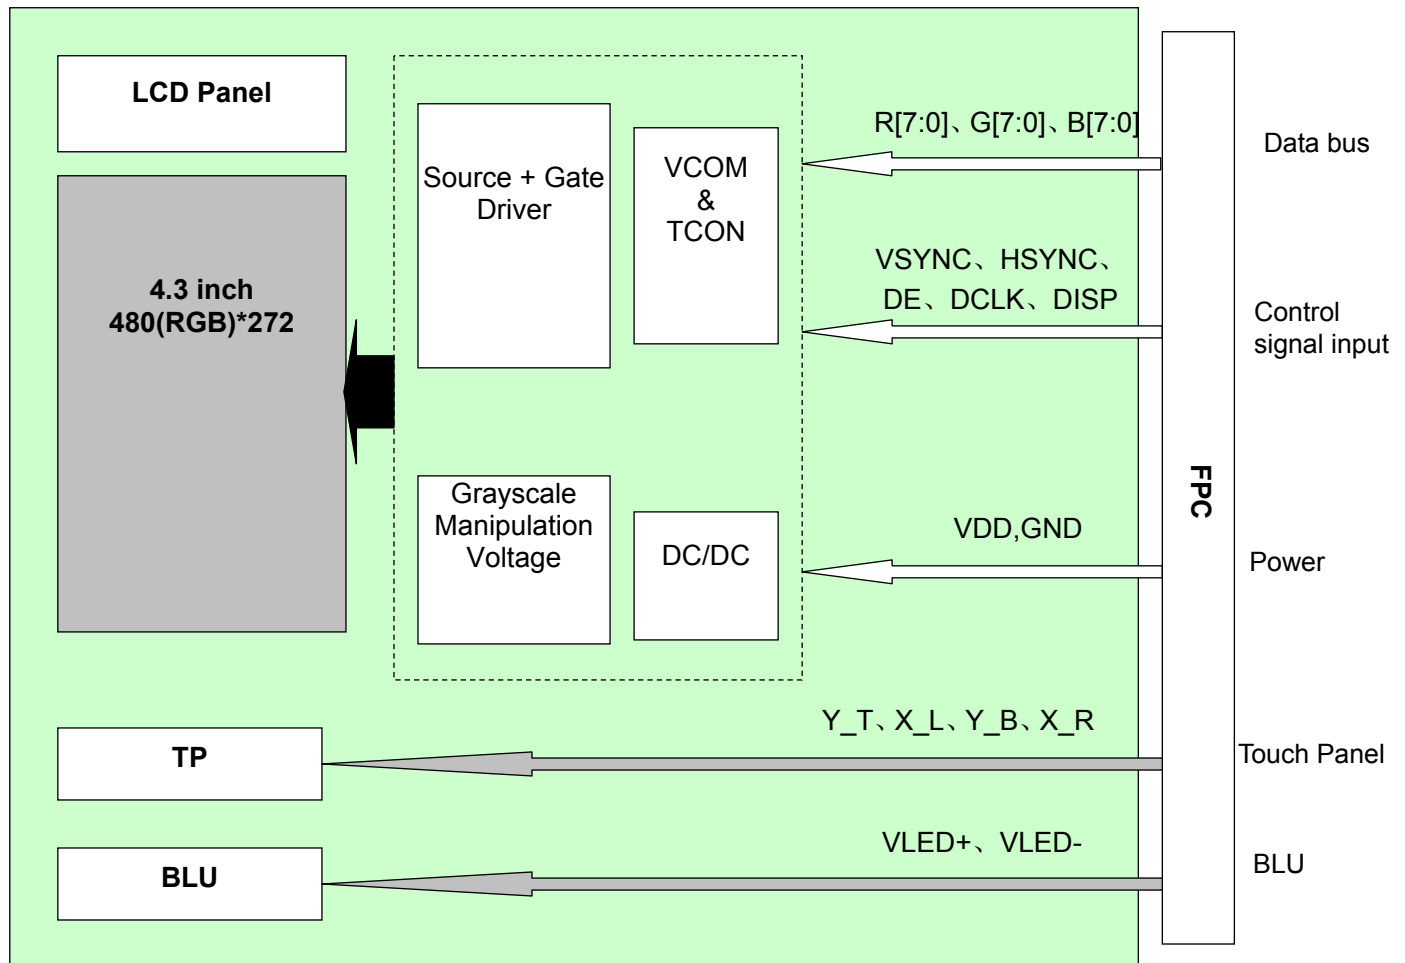 LCD Panel
4.3 inch
480(RGB)*272
Source + Gate
Driver
VCOM
&
TCON
Grayscale
Manipulation
Voltage
DC/DC
R[7:0]、G[7:0]、B[7:0]
VSYNC、HSYNC、
DE、DCLK、DISP
VDD,GND
Y_T、X_L、Y_B、X_R
VLED+、VLED-
TP
BLU
FPC
Data bus
Control
signal input
Power
Touch Panel
BLU